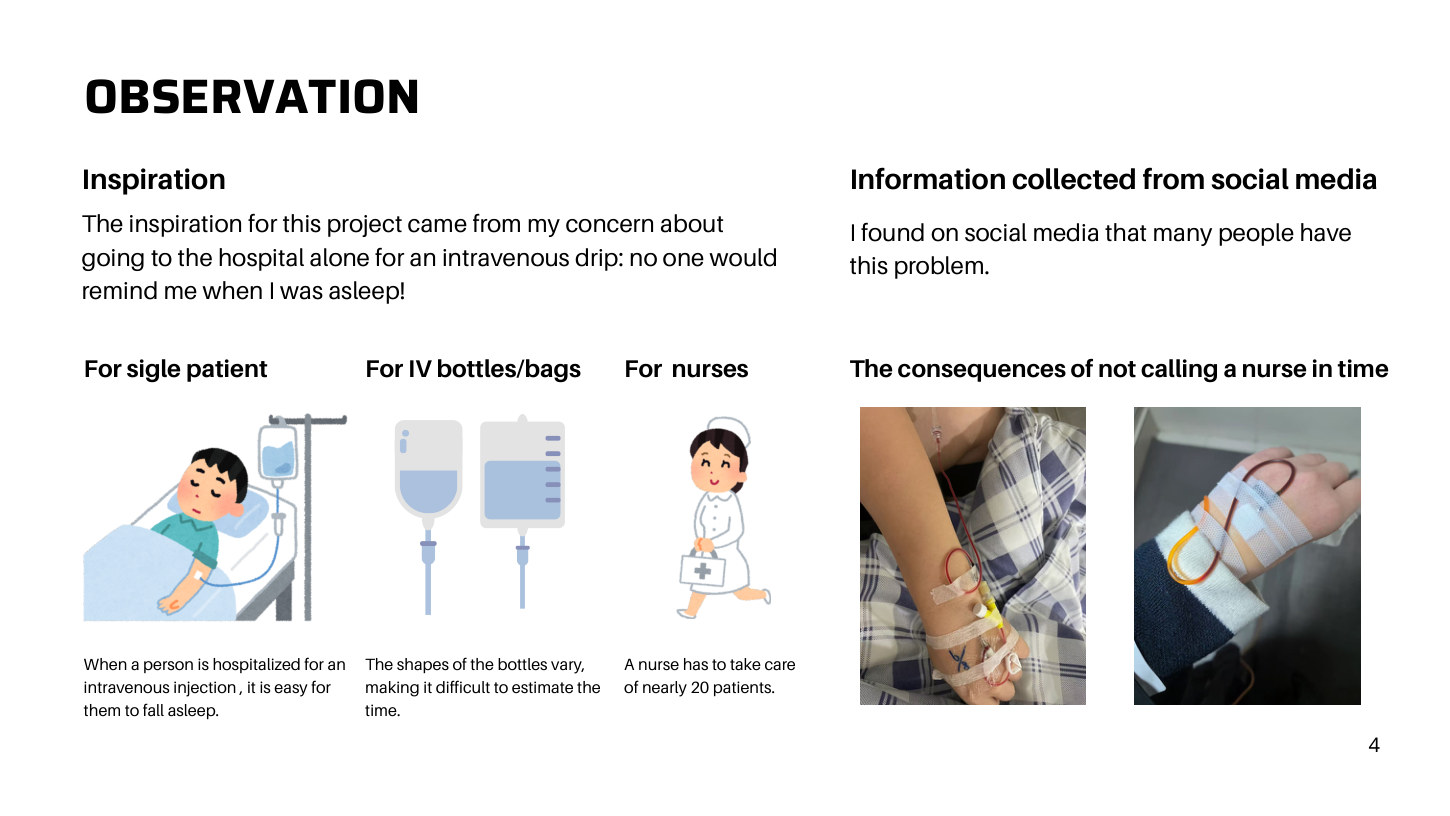 OBSERVATION
Inspiration
The inspiration for this project came from my concern about
going to the hospital alone for an intravenous drip: no one would
remind me when I was asleep!
Information collected from social media
I found on social media that many people have
this problem.
For sigle patient
For IV bottles/bags
For nurses
The consequences of not calling a nurse in time
When a person is hospitalized for an
intravenous injection , it is easy for
them to fall asleep.
The shapes of the bottles vary,
making it difficult to estimate the
time.
A nurse has to take care
of nearly 20 patients.
4